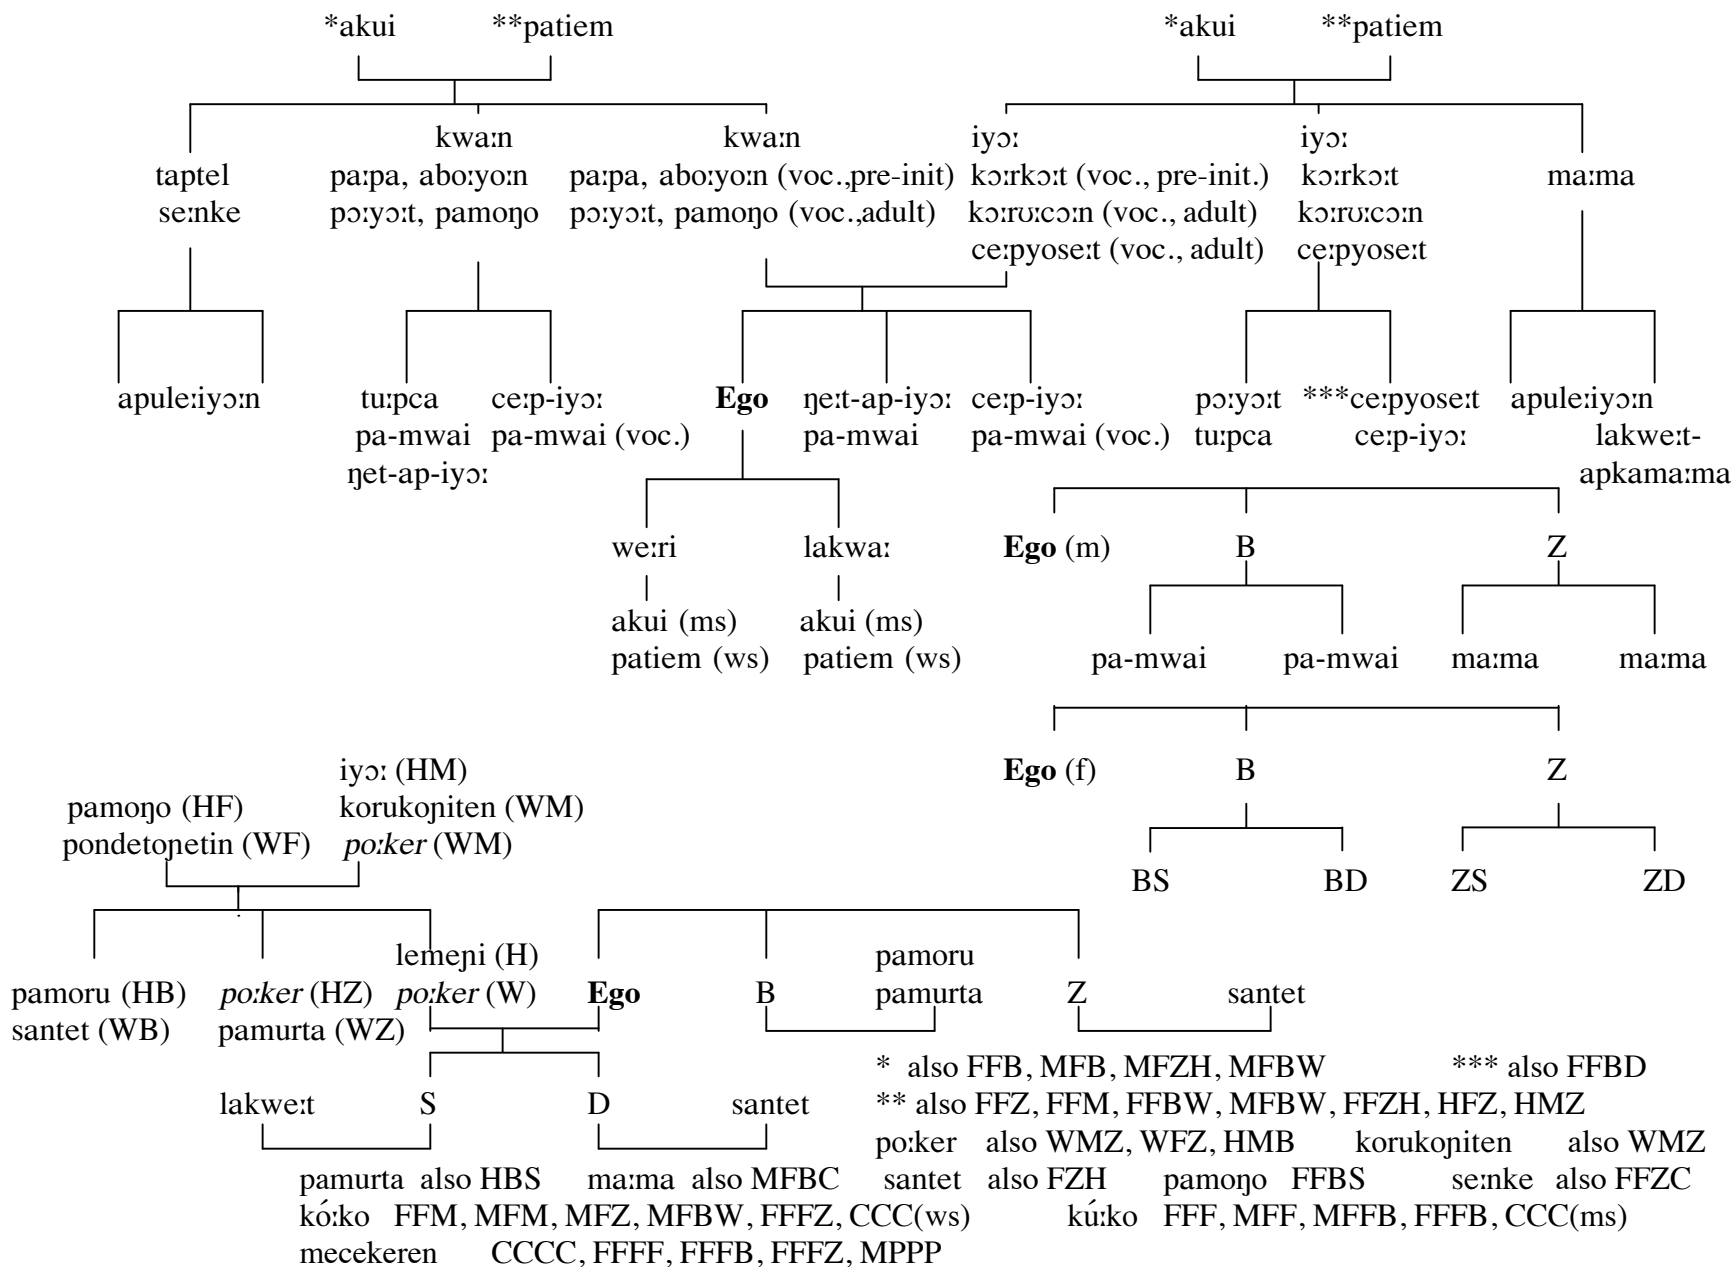 *akui **patiem *akui **patiem
kwaːn kwaːn iyɔː iyɔː
taptel paːpa, aboːyoːn paːpa, aboːyoːn (voc.,pre-init) kɔːrkɔːt (voc., pre-init.) kɔːrkɔːt maːma
seːnke pɔːyɔːt, pamoŋo pɔːyɔːt, pamoŋo (voc.,adult) kɔːrʊːcɔːn (voc., adult) kɔːrʊːcɔːn
ceːpyoseːt (voc., adult) ceːpyoseːt
apuleːiyɔːn tuːpca ceːp-iyɔː Ego ŋeːt-ap-iyɔː ceːp-iyɔː pɔːyɔːt ***ceːpyoseːt apuleːiyɔːn
pa-mwai pa-mwai (voc.) pa-mwai pa-mwai (voc.) tuːpca ceːp-iyɔː lakweːt-
ŋet-ap-iyɔː apkamaːma
weːri lakwaː Ego (m) B Z
akui (ms) akui (ms)
patiem (ws) patiem (ws) pa-mwai pa-mwai maːma maːma
iyɔː (HM) Ego (f) B Z
pamoŋo (HF) korukoɲiten (WM)
pondetoɲetin (WF) poːker (WM)
BS BD ZS ZD
lemeɲi (H) pamoru
pamoru (HB) poːker (HZ) poːker (W) Ego B pamurta Z santet
santet (WB) pamurta (WZ)
* also FFB, MFB, MFZH, MFBW *** also FFBD
lakweːt S D santet ** also FFZ, FFM, FFBW, MFBW, FFZH, HFZ, HMZ
poːker also WMZ, WFZ, HMB korukoɲiten also WMZ
pamurta also HBS maːma also MFBC santet also FZH pamoŋo FFBS seːnke also FFZC
kóːko FFM, MFM, MFZ, MFBW, FFFZ, CCC(ws) kúːko FFF, MFF, MFFB, FFFB, CCC(ms)
mecekeren CCCC, FFFF, FFFB, FFFZ, MPPP